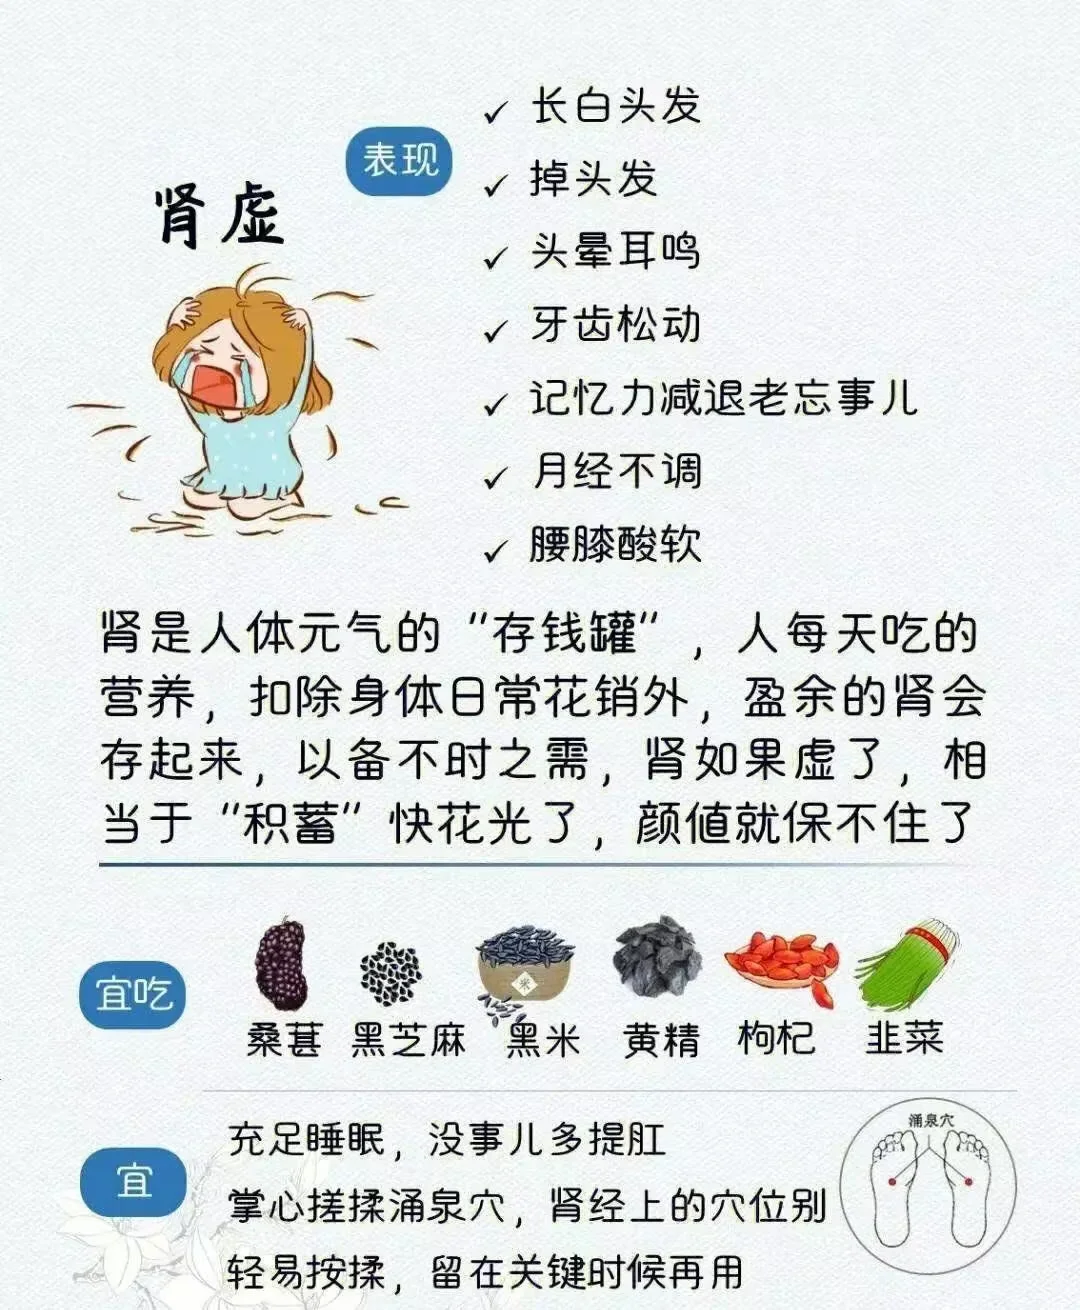 肾虚
表现
长白头发
掉头发
头晕耳鸣
牙齿松动
记忆力减退老忘事儿
月经不调
腰膝酸软
肾是人体元气的“存钱罐”，人每天吃的
营养，扣除身体日常花销外，盈余的肾会
存起来，以备不时之需，肾如果虚了，相
当于“积蓄”快花光了，颜值就保不住了
宜吃
米
桑葚 黑芝麻 黑米 黄精 枸杞 韭菜
宜
充足睡眠，没事儿多提肛
掌心搓揉涌泉穴，肾经上的穴位别
轻易按揉，留在关键时候再用
涌泉穴